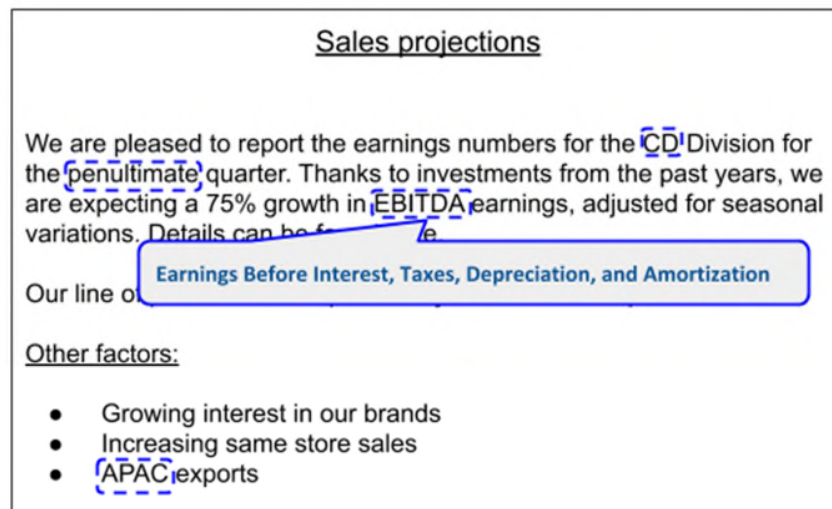 Sales projections
We are pleased to report the earnings numbers for the CD Division for
the penultimate quarter. Thanks to investments from the past years, we
are expecting a 75% growth in EBITDA earnings, adjusted for seasonal
variations. Details can be
Earnings Before Interest, Taxes, Depreciation, and Amortization
Our line of
Other factors:
● Growing interest in our brands
● Increasing same store sales
● APAC exports